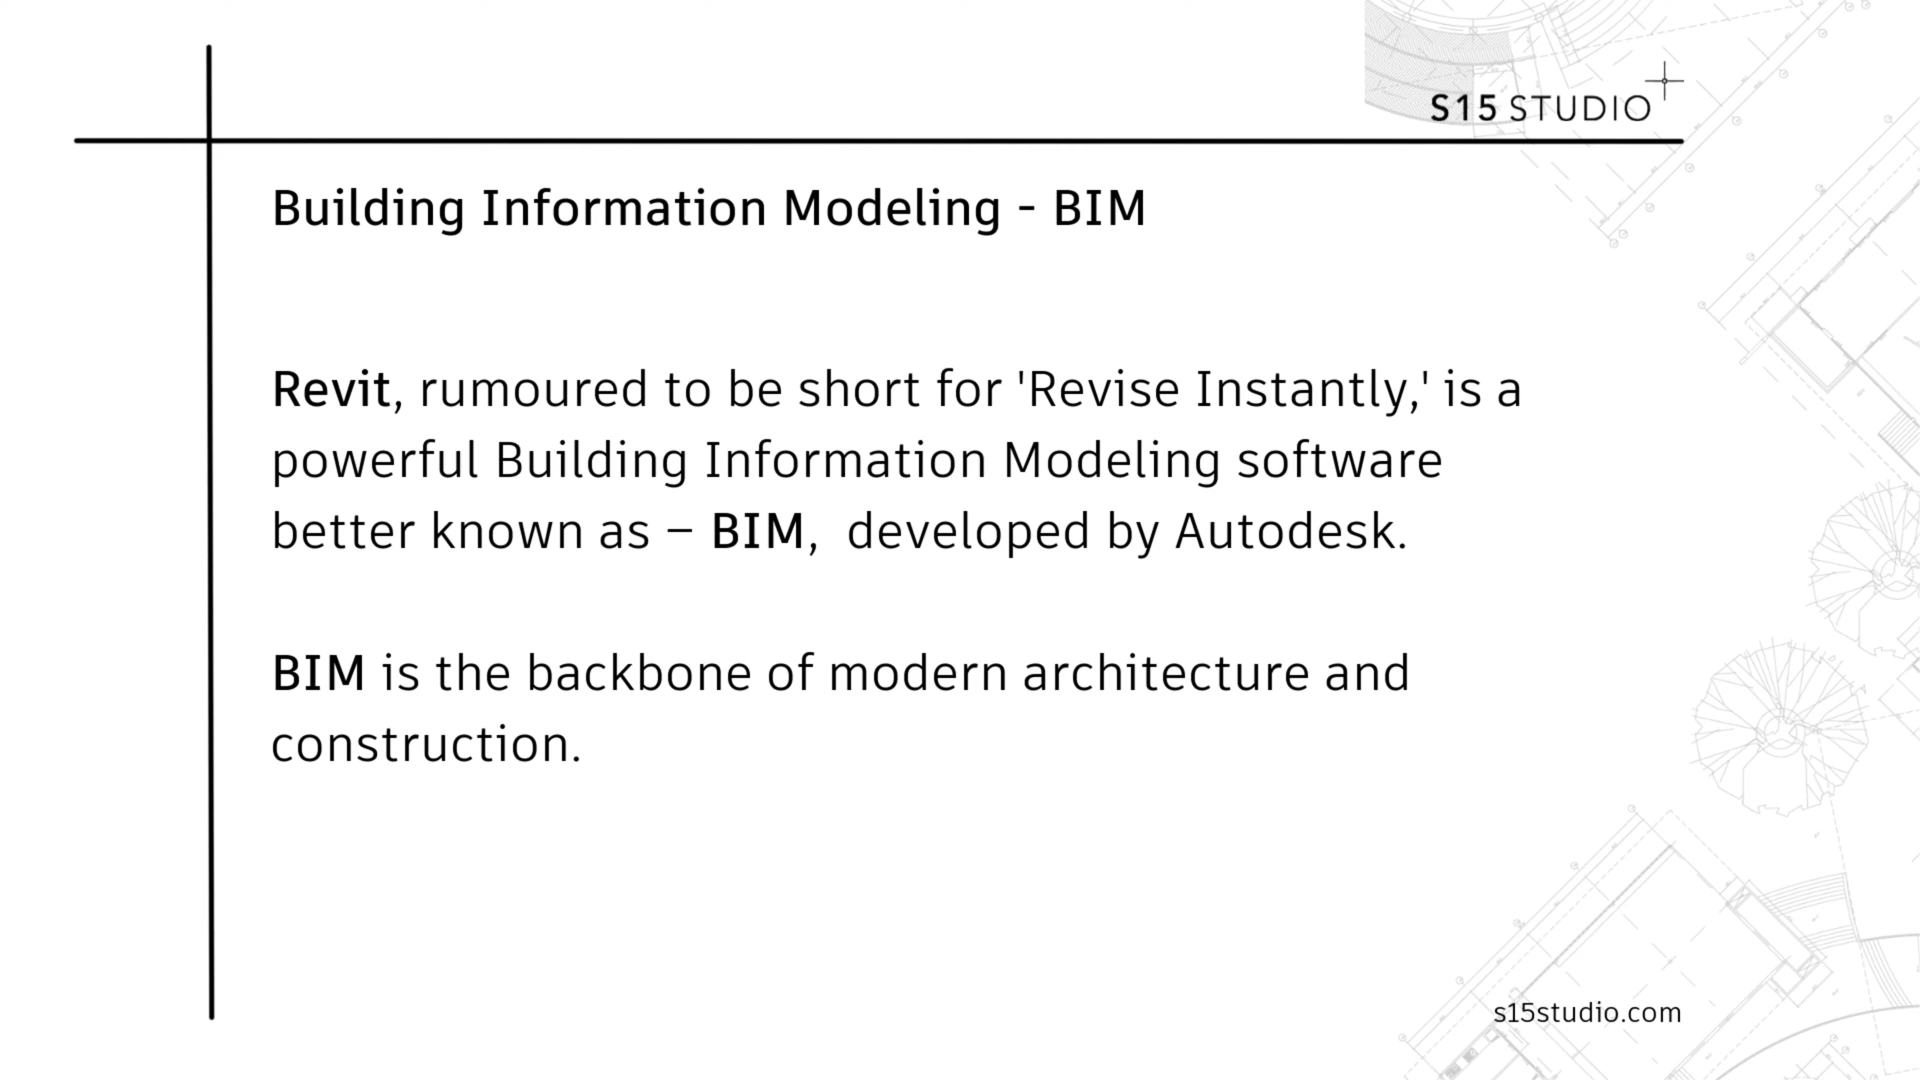 S15 STUDIO
Building Information Modeling - BIM
Revit, rumoured to be short for 'Revise Instantly,' is a
powerful Building Information Modeling software
better known as – BIM,  developed by Autodesk.
BIM is the backbone of modern architecture and
construction.
s15studio.com